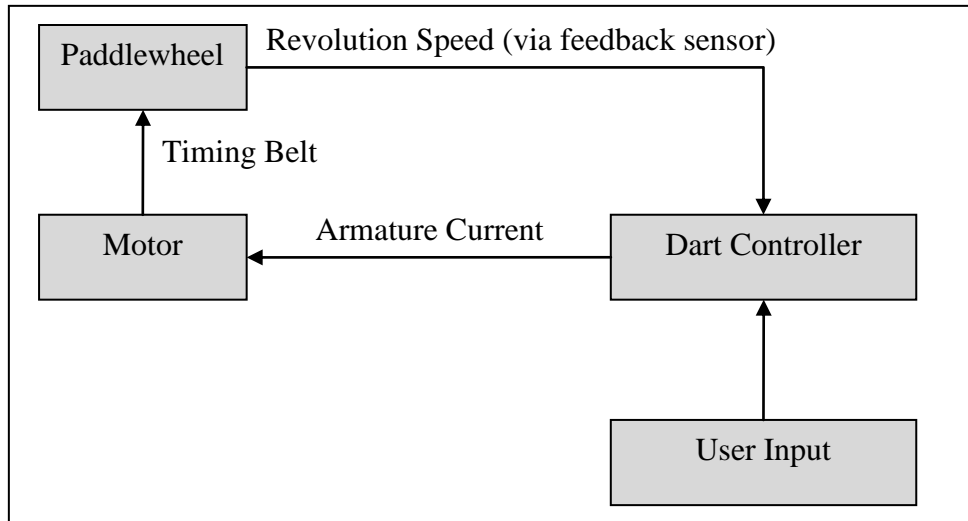 Paddlewheel
Revolution Speed (via feedback sensor)
Timing Belt
Motor
Armature Current
Dart Controller
User Input